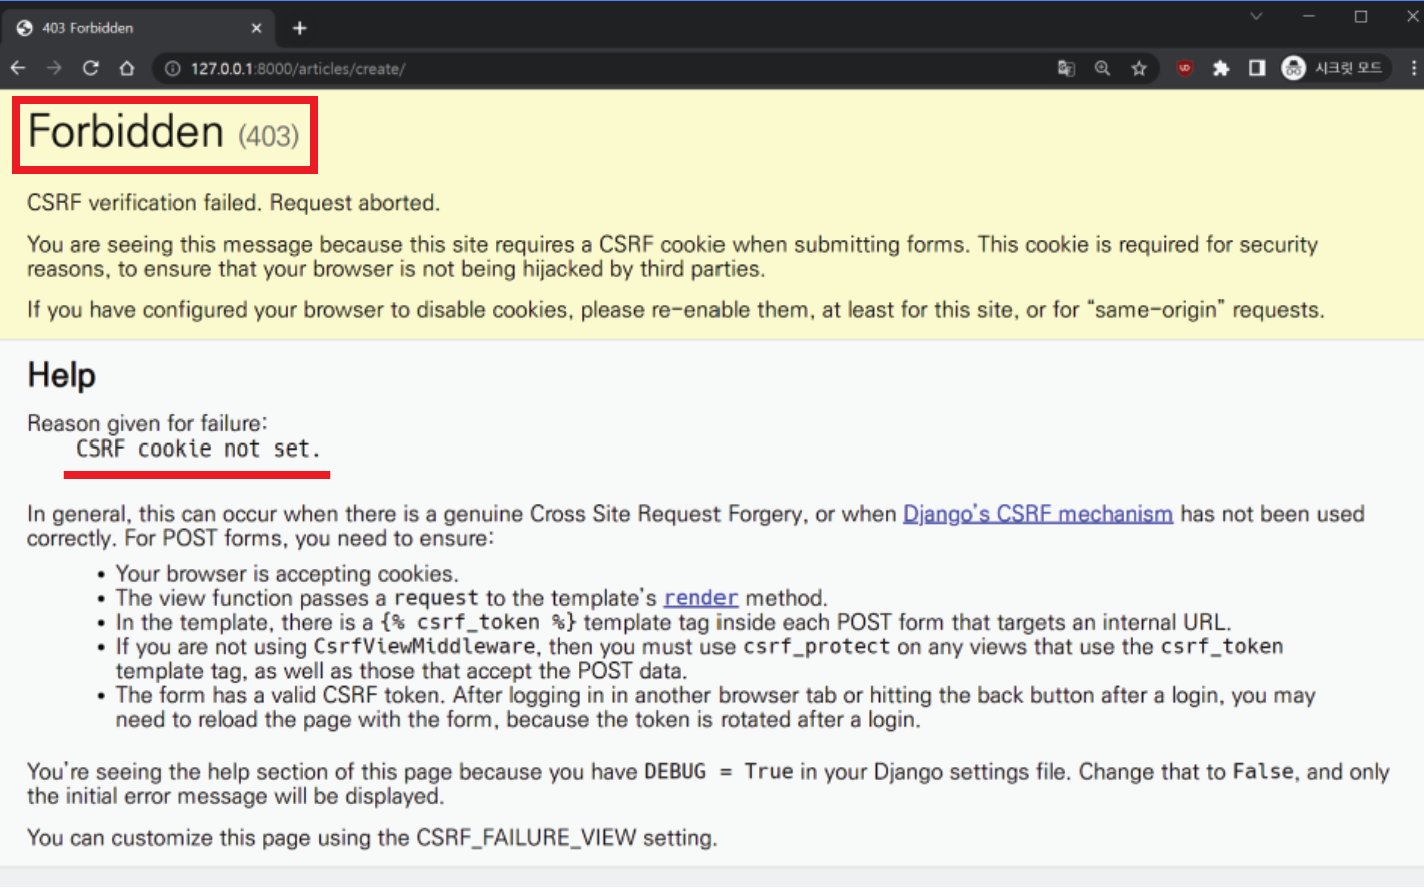 403 Forbidden
127.0.0.1:8000/articles/create/
시크릿 모드
Forbidden (403)
CSRF verification failed. Request aborted.
You are seeing this message because this site requires a CSRF cookie when submitting forms. This cookie is required for security
reasons, to ensure that your browser is not being hijacked by third parties.
If you have configured your browser to disable cookies, please re-enable them, at least for this site, or for “same-origin” requests.
Help
Reason given for failure:
CSRF cookie not set.
In general, this can occur when there is a genuine Cross Site Request Forgery, or when Django’s CSRF mechanism has not been used
correctly. For POST forms, you need to ensure:
• Your browser is accepting cookies.
• The view function passes a request to the template’s render method.
• In the template, there is a {% csrf_token %} template tag inside each POST form that targets an internal URL.
• If you are not using CsrfViewMiddleware, then you must use csrf_protect on any views that use the csrf_token
template tag, as well as those that accept the POST data.
• The form has a valid CSRF token. After logging in in another browser tab or hitting the back button after a login, you may
need to reload the page with the form, because the token is rotated after a login.
You’re seeing the help section of this page because you have DEBUG = True in your Django settings file. Change that to False, and only
the initial error message will be displayed.
You can customize this page using the CSRF_FAILURE_VIEW setting.